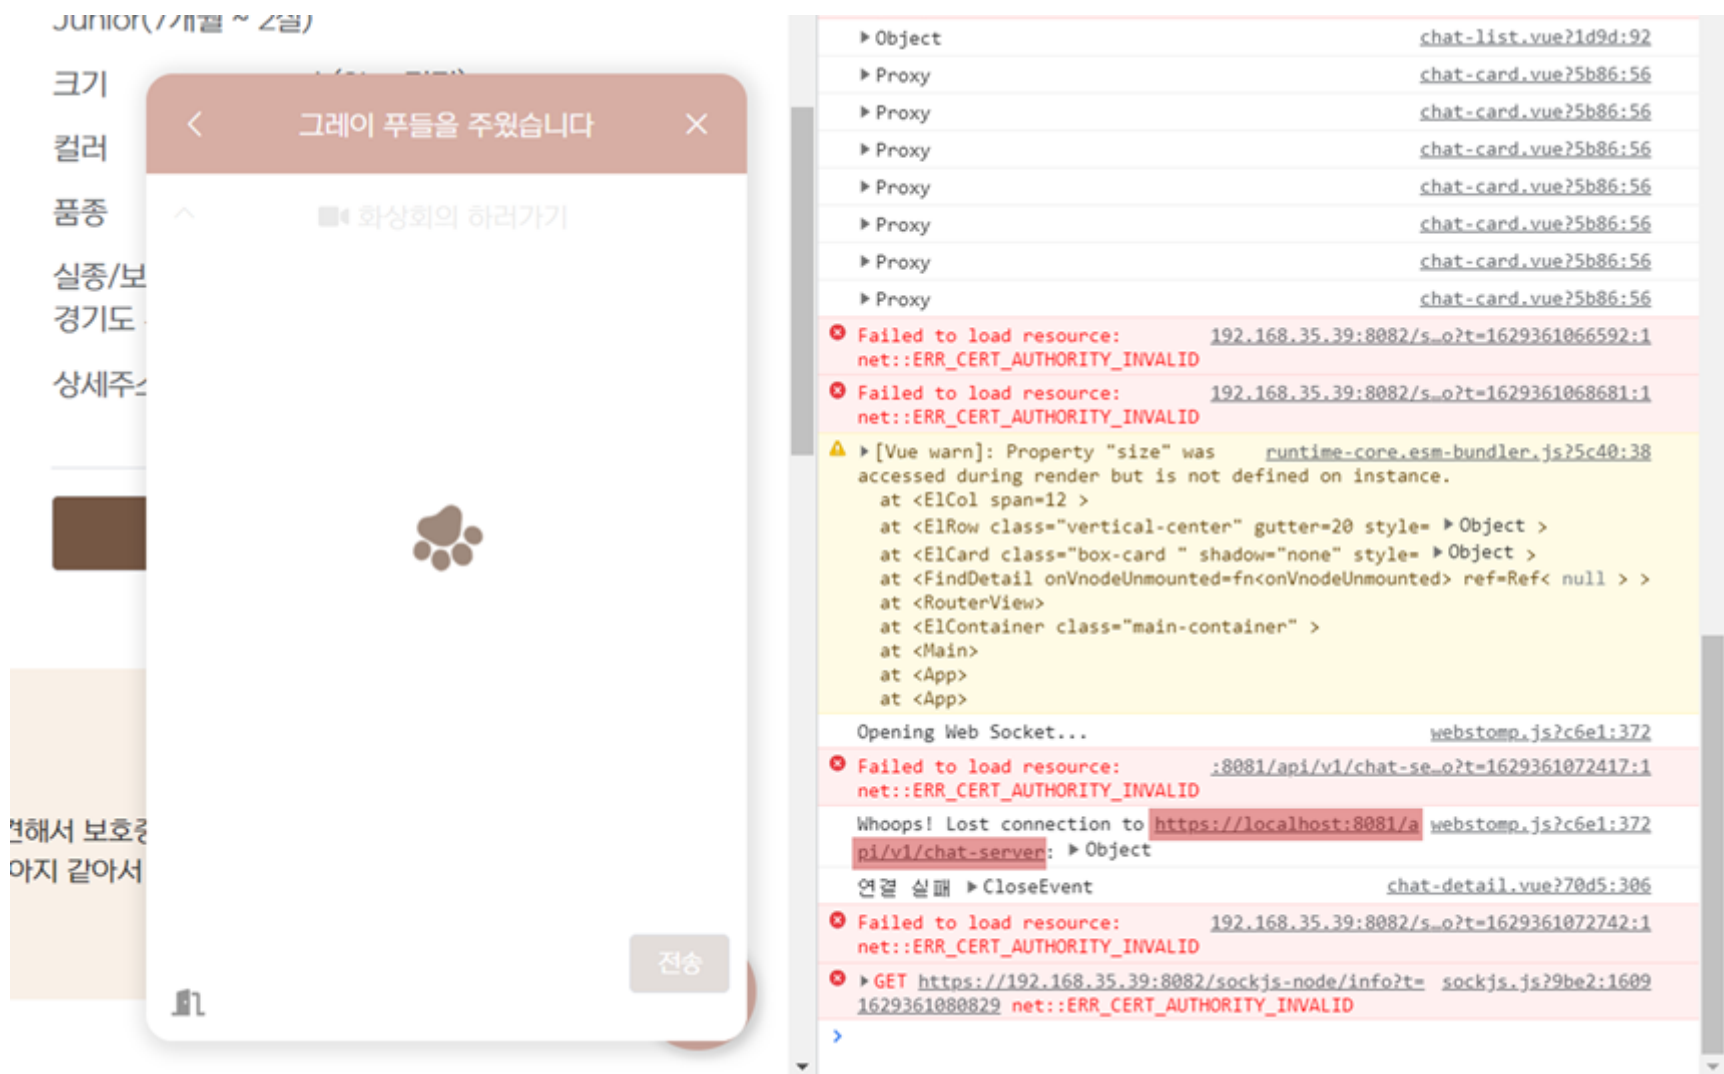 Junior(7개월 ~ 2살)
크기
컬러
품종
실종/보
경기도
상세주소
그레이 푸들을 주웠습니다
화상회의 하러가기
견해서 보호중
아지 같아서
전송
Object chat-list.vue?1d9d:92
Proxy chat-card.vue?5b86:56
Proxy chat-card.vue?5b86:56
Proxy chat-card.vue?5b86:56
Proxy chat-card.vue?5b86:56
Proxy chat-card.vue?5b86:56
Proxy chat-card.vue?5b86:56
Proxy chat-card.vue?5b86:56
Failed to load resource: 192.168.35.39:8082/s…o?t=1629361066592:1
net::ERR_CERT_AUTHORITY_INVALID
Failed to load resource: 192.168.35.39:8082/s…o?t=1629361068681:1
net::ERR_CERT_AUTHORITY_INVALID
[Vue warn]: Property "size" was runtime-core.esm-bundler.js?5c40:38
accessed during render but is not defined on instance.
at <ElCol span=12 >
at <ElRow class="vertical-center" gutter=20 style= Object >
at <ElCard class="box-card " shadow="none" style= Object >
at <FindDetail onVnodeUnmounted=fn<onVnodeUnmounted> ref=Ref< null > >
at <RouterView>
at <ElContainer class="main-container" >
at <Main>
at <App>
at <App>
Opening Web Socket... webstomp.js?c6e1:372
Failed to load resource: :8081/api/v1/chat-se…o?t=1629361072417:1
net::ERR_CERT_AUTHORITY_INVALID
Whoops! Lost connection to https://localhost:8081/a webstomp.js?c6e1:372
pi/v1/chat-server: Object
연결 실패 CloseEvent chat-detail.vue?70d5:306
Failed to load resource: 192.168.35.39:8082/s…o?t=1629361072742:1
net::ERR_CERT_AUTHORITY_INVALID
GET https://192.168.35.39:8082/sockjs-node/info?t= sockjs.js?9be2:1609
1629361080829 net::ERR_CERT_AUTHORITY_INVALID